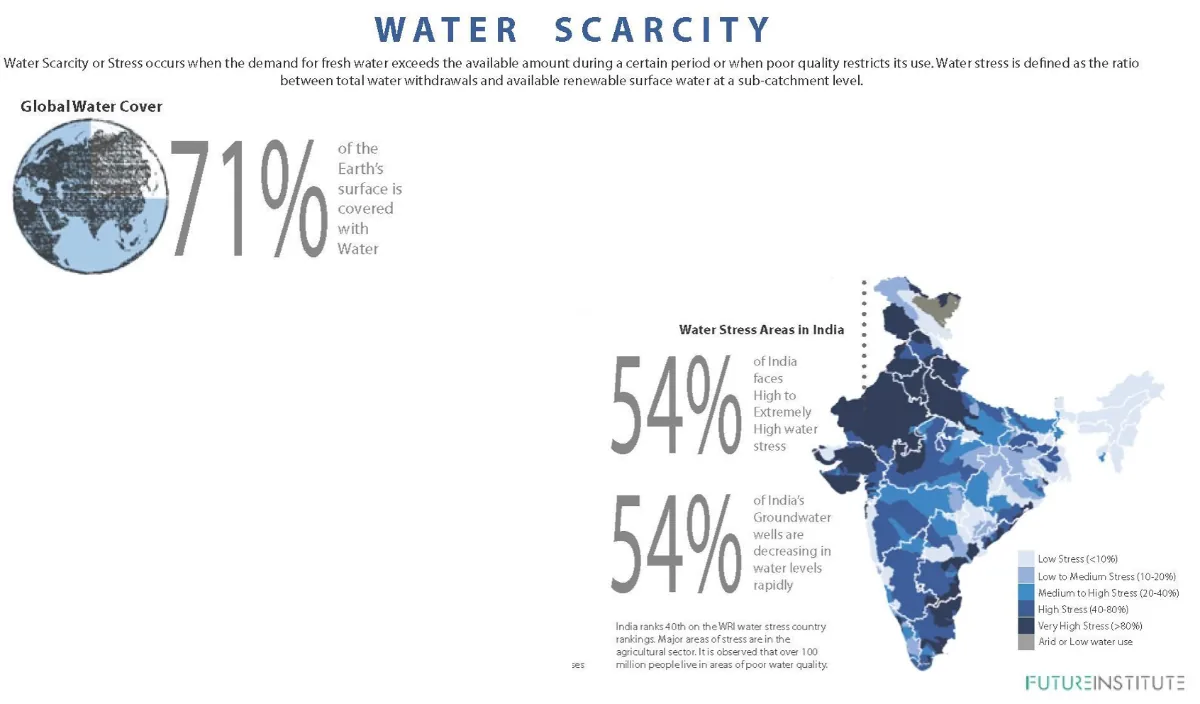 WATER SCARCITY
Water Scarcity or Stress occurs when the demand for fresh water exceeds the available amount during a certain period or when poor quality restricts its use. Water stress is defined as the ratio
between total water withdrawals and available renewable surface water at a sub-catchment level.
Global Water Cover
71%
of the
Earth's
surface is
covered
with
Water
Water Stress Areas in India
54%
of India
faces
High to
Extremely
High water
stress
54%
of India's
Groundwater
wells are
decreasing in
water levels
rapidly
India ranks 40th on the WRI water stress country
rankings. Major areas of stress are in the
agricultural sector. It is observed that over 100
million people live in areas of poor water quality.
ses
Low Stress (<10%)
Low to Medium Stress (10-20%)
Medium to High Stress (20-40%)
High Stress (40-80%)
Very High Stress (>80%)
Arid or Low water use
FUTUREINSTITUTE